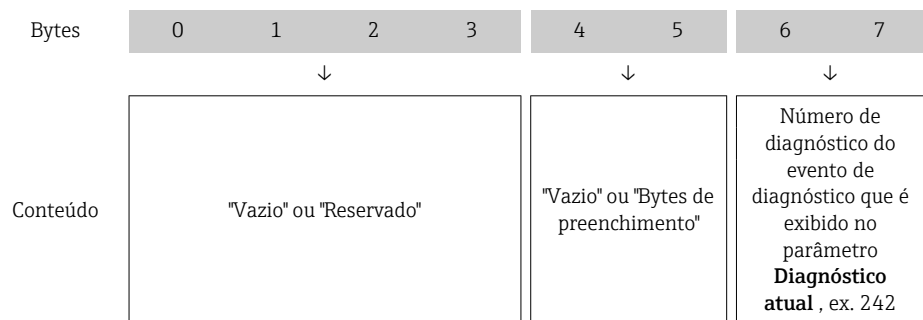 Bytes 0 1 2 3 4 5 6 7
↓ ↓ ↓
Conteúdo
"Vazio" ou "Reservado"
"Vazio" ou "Bytes de
preenchimento"
Número de
diagnóstico do
evento de
diagnóstico que é
exibido no
parâmetro
Diagnóstico
atual , ex. 242